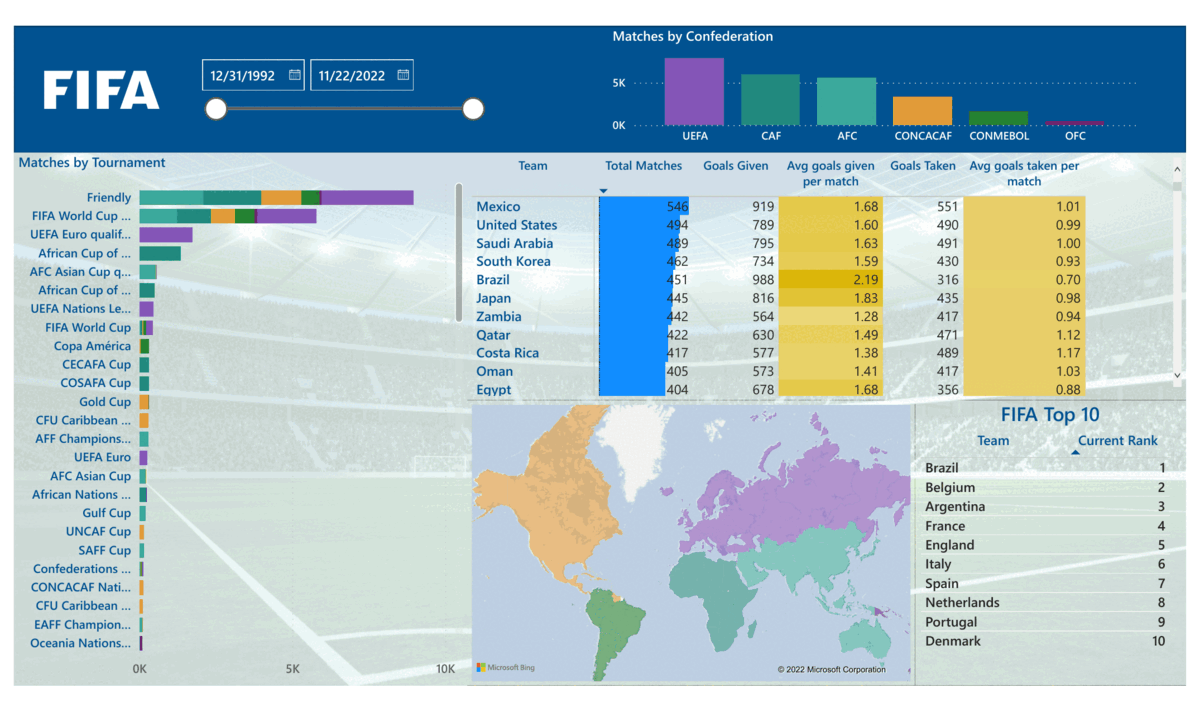 FIFA
12/31/1992
11/22/2022
Matches by Confederation
5K
0K
UEFA CAF AFC CONCACAF CONMEBOL OFC
Matches by Tournament
Friendly
FIFA World Cup ...
UEFA Euro qualif...
African Cup of ...
AFC Asian Cup q...
African Cup of ...
UEFA Nations Le...
FIFA World Cup
Copa América
CECAFA Cup
COSAFA Cup
Gold Cup
CFU Caribbean ...
AFF Champions...
UEFA Euro
AFC Asian Cup
African Nations ...
Gulf Cup
UNCAF Cup
SAFF Cup
Confederations ...
CONCACAF Nati...
CFU Caribbean ...
EAFF Champion...
Oceania Nations...
0K 5K 10K
Team Total Matches Goals Given Avg goals given Goals Taken Avg goals taken per
per match match
Mexico 546 919 1.68 551 1.01
United States 494 789 1.60 490 0.99
Saudi Arabia 489 795 1.63 491 1.00
South Korea 462 734 1.59 430 0.93
Brazil 451 988 2.19 316 0.70
Japan 445 816 1.83 435 0.98
Zambia 442 564 1.28 417 0.94
Qatar 422 630 1.49 471 1.12
Costa Rica 417 577 1.38 489 1.17
Oman 405 573 1.41 417 1.03
Egypt 404 678 1.68 356 0.88
Microsoft Bing
© 2022 Microsoft Corporation
FIFA Top 10
Team Current Rank
Brazil 1
Belgium 2
Argentina 3
France 4
England 5
Italy 6
Spain 7
Netherlands 8
Portugal 9
Denmark 10